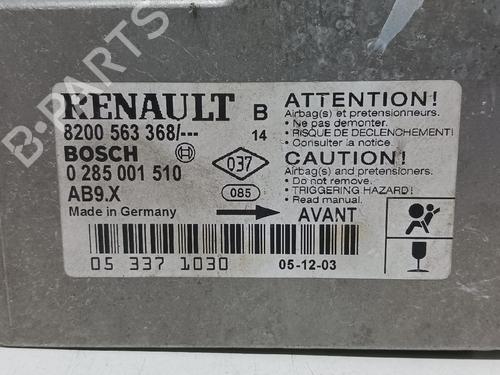 RENAULT B
8200 563 368/---
14
BOSCH
0 285 001 510
037
AB9.X
085
Made in Germany
AVANT
ATTENTION!
Airbag(s) et pretensionneurs.
• Ne pas demonter.
• RISQUE DE DECLENCHEMENT!
• Consulter la notice.
CAUTION!
Airbag(s) and pretensioners.
• Do not remove.
• TRIGGERING HAZARD!
• Read manual.
05 337 1030
05-12-03
B-PARTS